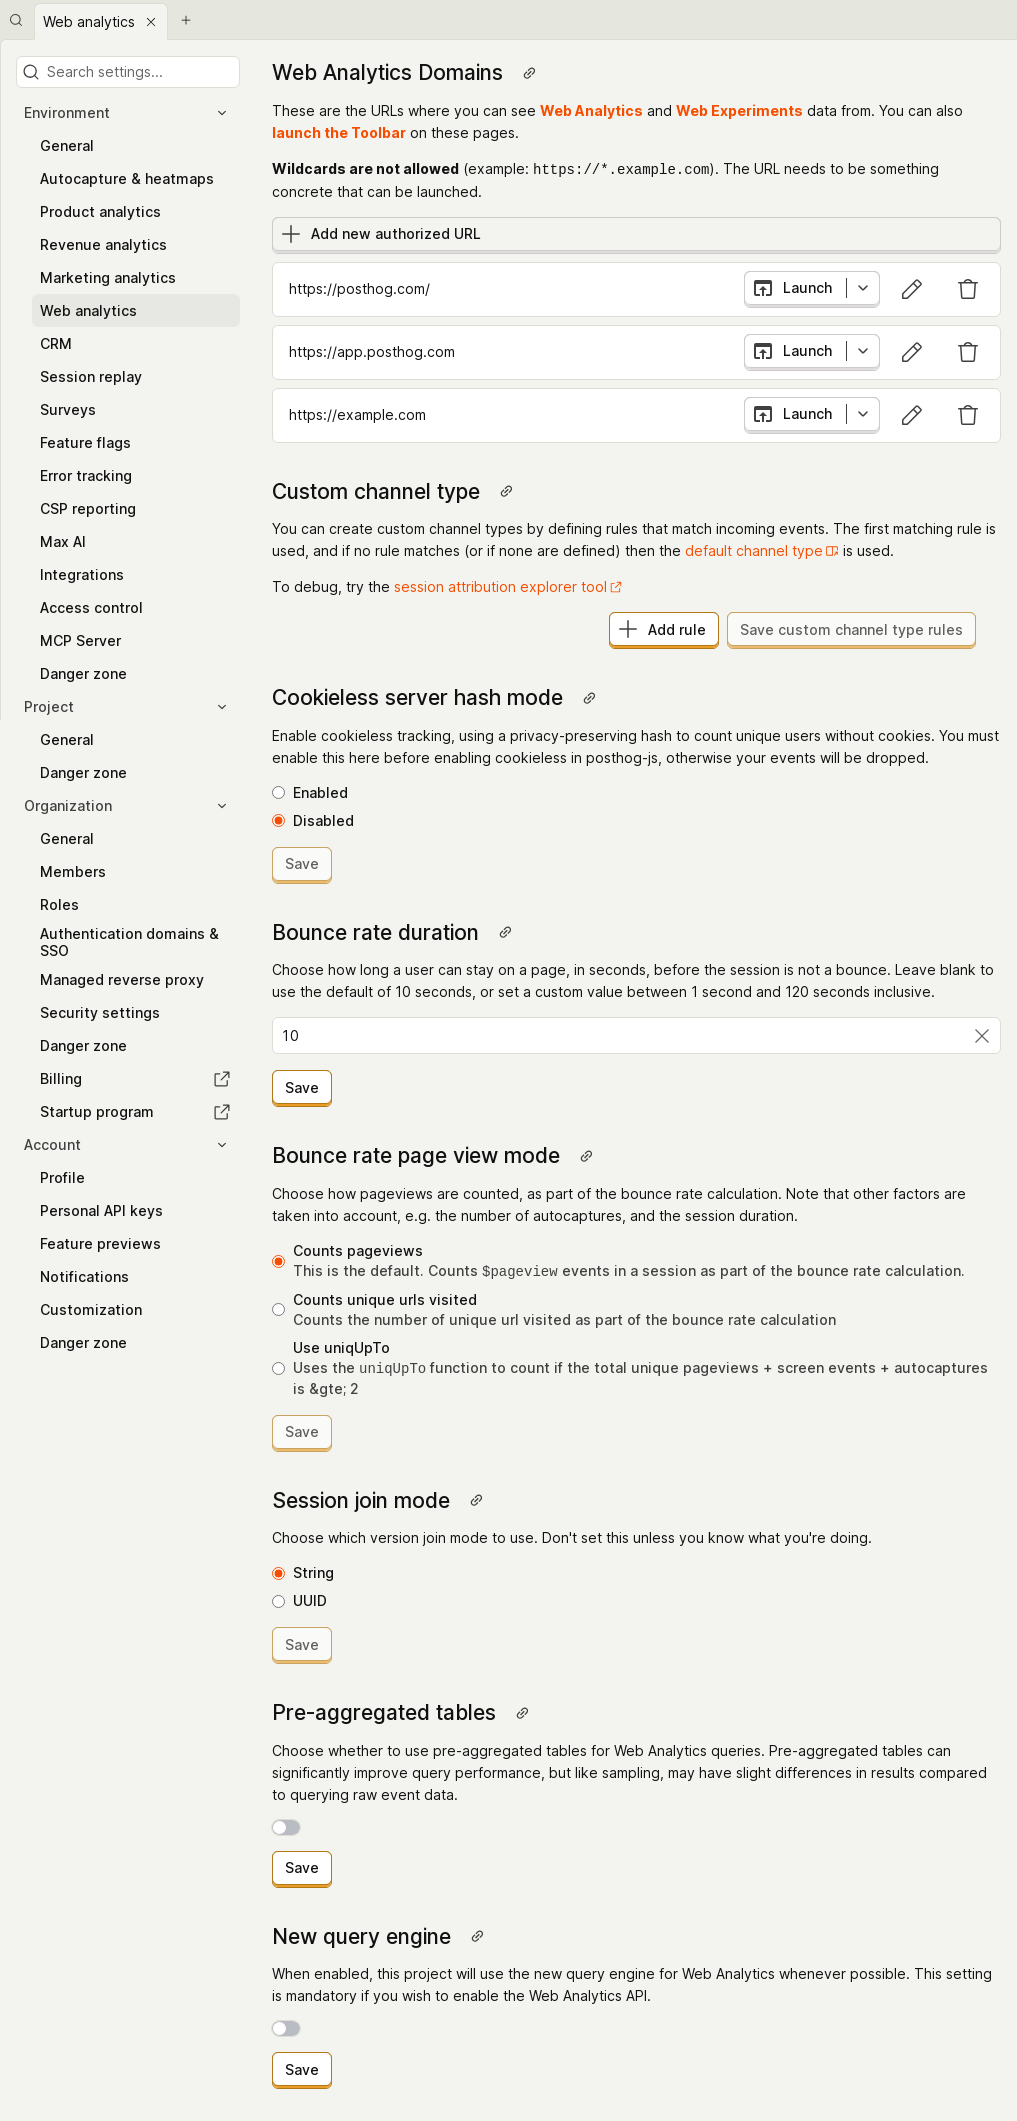 Web analytics
Search settings...
Environment
General
Autocapture & heatmaps
Product analytics
Revenue analytics
Marketing analytics
Web analytics
CRM
Session replay
Surveys
Feature flags
Error tracking
CSP reporting
Max AI
Integrations
Access control
MCP Server
Danger zone
Project
General
Danger zone
Organization
General
Members
Roles
Authentication domains &
SSO
Managed reverse proxy
Security settings
Danger zone
Billing
Startup program
Account
Profile
Personal API keys
Feature previews
Notifications
Customization
Danger zone
Web Analytics Domains
These are the URLs where you can see Web Analytics and Web Experiments data from. You can also
launch the Toolbar on these pages.
Wildcards are not allowed (example: https://*.example.com). The URL needs to be something
concrete that can be launched.
Add new authorized URL
https://posthog.com/
Launch
https://app.posthog.com
Launch
https://example.com
Launch
Custom channel type
You can create custom channel types by defining rules that match incoming events. The first matching rule is
used, and if no rule matches (or if none are defined) then the default channel type is used.
To debug, try the session attribution explorer tool
Add rule
Save custom channel type rules
Cookieless server hash mode
Enable cookieless tracking, using a privacy-preserving hash to count unique users without cookies. You must
enable this here before enabling cookieless in posthog-js, otherwise your events will be dropped.
Enabled
Disabled
Save
Bounce rate duration
Choose how long a user can stay on a page, in seconds, before the session is not a bounce. Leave blank to
use the default of 10 seconds, or set a custom value between 1 second and 120 seconds inclusive.
10
Save
Bounce rate page view mode
Choose how pageviews are counted, as part of the bounce rate calculation. Note that other factors are
taken into account, e.g. the number of autocaptures, and the session duration.
Counts pageviews
This is the default. Counts $pageview events in a session as part of the bounce rate calculation.
Counts unique urls visited
Counts the number of unique url visited as part of the bounce rate calculation
Use uniqUpTo
Uses the uniqUpTo function to count if the total unique pageviews + screen events + autocaptures
is &gte; 2
Save
Session join mode
Choose which version join mode to use. Don't set this unless you know what you're doing.
String
UUID
Save
Pre-aggregated tables
Choose whether to use pre-aggregated tables for Web Analytics queries. Pre-aggregated tables can
significantly improve query performance, but like sampling, may have slight differences in results compared
to querying raw event data.
Save
New query engine
When enabled, this project will use the new query engine for Web Analytics whenever possible. This setting
is mandatory if you wish to enable the Web Analytics API.
Save